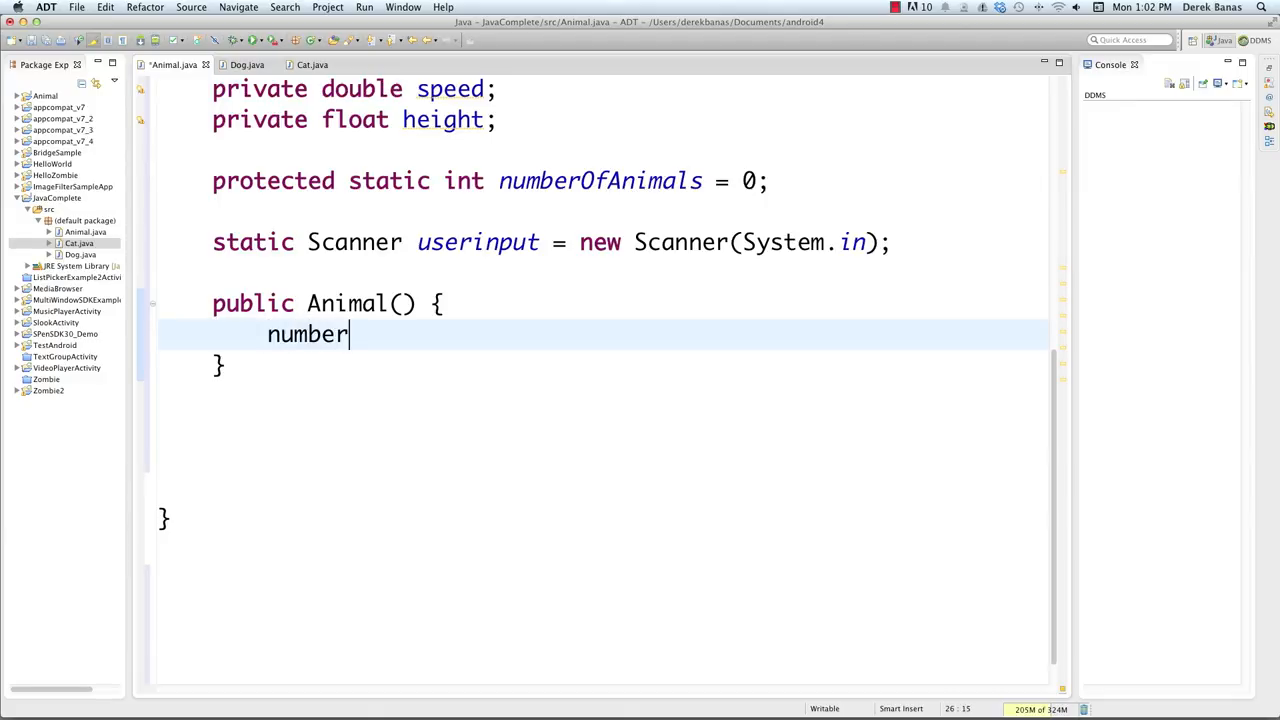 ADT File Edit Refactor Source Navigate Search Project Run Window Help 10 Mon 1:02 PM Derek Banas
Java - JavaComplete/src/Animal.java - ADT - /Users/derekbanas/Documents/android4
Quick Access Java DDMS
Package Exp
*Animal.java Dog.java Cat.java
Console
DDMS
Animal
appcompat_v7
appcompat_v7_2
appcompat_v7_3
appcompat_v7_4
BridgeSample
HelloWorld
HelloZombie
ImageFilterSampleApp
JavaComplete
src
(default package)
Animal.java
Cat.java
Dog.java
JRE System Library [Ja
ListPickerExample2Activi
MediaBrowser
MultiWindowSDKExample
MusicPlayerActivity
SlookActivity
SPenSDK30_Demo
TestAndroid
TextGroupActivity
VideoPlayerActivity
Zombie
Zombie2
private double speed;
private float height;
protected static int numberOfAnimals = 0;
static Scanner userinput = new Scanner(System.in);
public Animal() {
number
}
}
Writable Smart Insert 26 : 15 205M of 324M